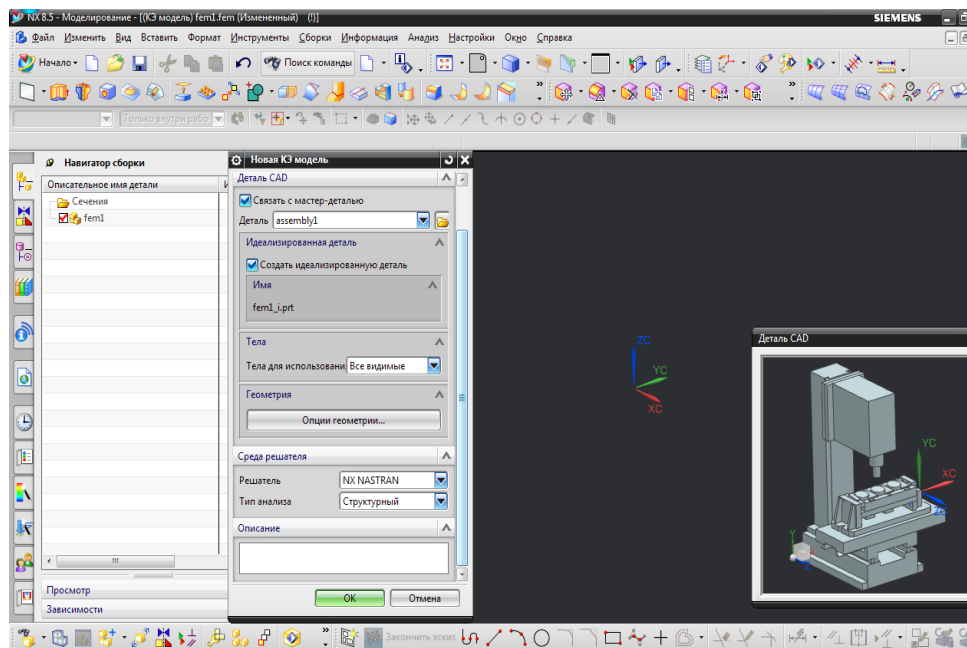 NX 8.5 - Моделирование - [(КЭ модель) fem1.fem (Измененный) (!)]
SIEMENS
Файл Изменить Вид Вставить Формат Инструменты Сборки Информация Анализ Настройки Окно Справка
Начало
Поиск команды
Только внутри рабо
Навигатор сборки
Описательное имя детали
И
Сечения
fem1
Просмотр
Зависимости
Новая КЭ модель
Деталь CAD
Связать с мастер-деталью
Деталь assembly1
Идеализированная деталь
Создать идеализированную деталь
Имя
fem1_i.prt
Тела
Тела для использовани Все видимые
Геометрия
Опции геометрии...
Среда решателя
Решатель NX NASTRAN
Тип анализа Структурный
Описание
OK Отмена
ZC
YC
XC
Деталь CAD
YC
XC
Закончить эскиз